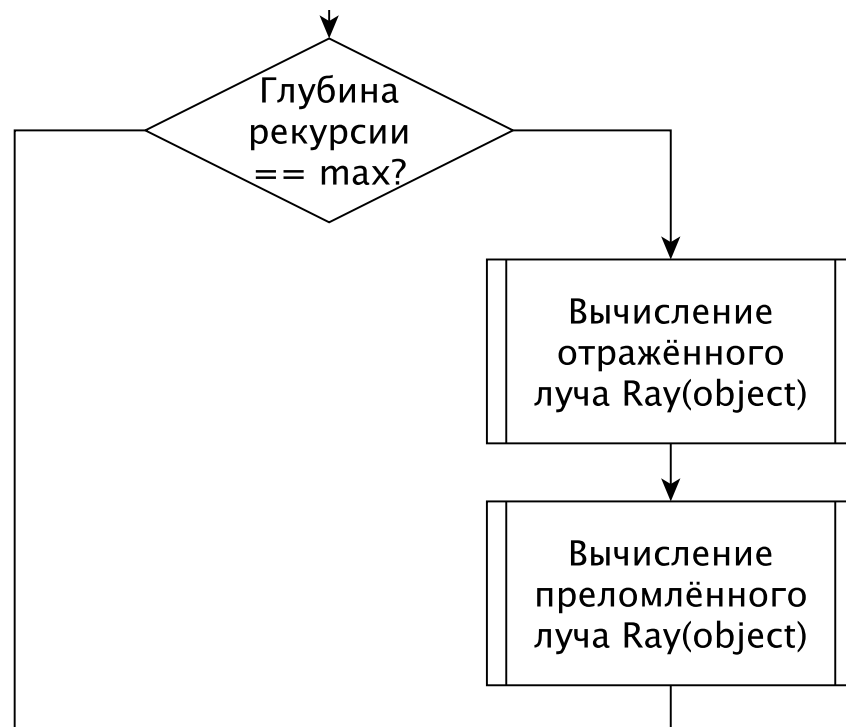 Глубина
рекурсии
== max?
Вычисление
отражённого
луча Ray(object)
Вычисление
преломлённого
луча Ray(object)